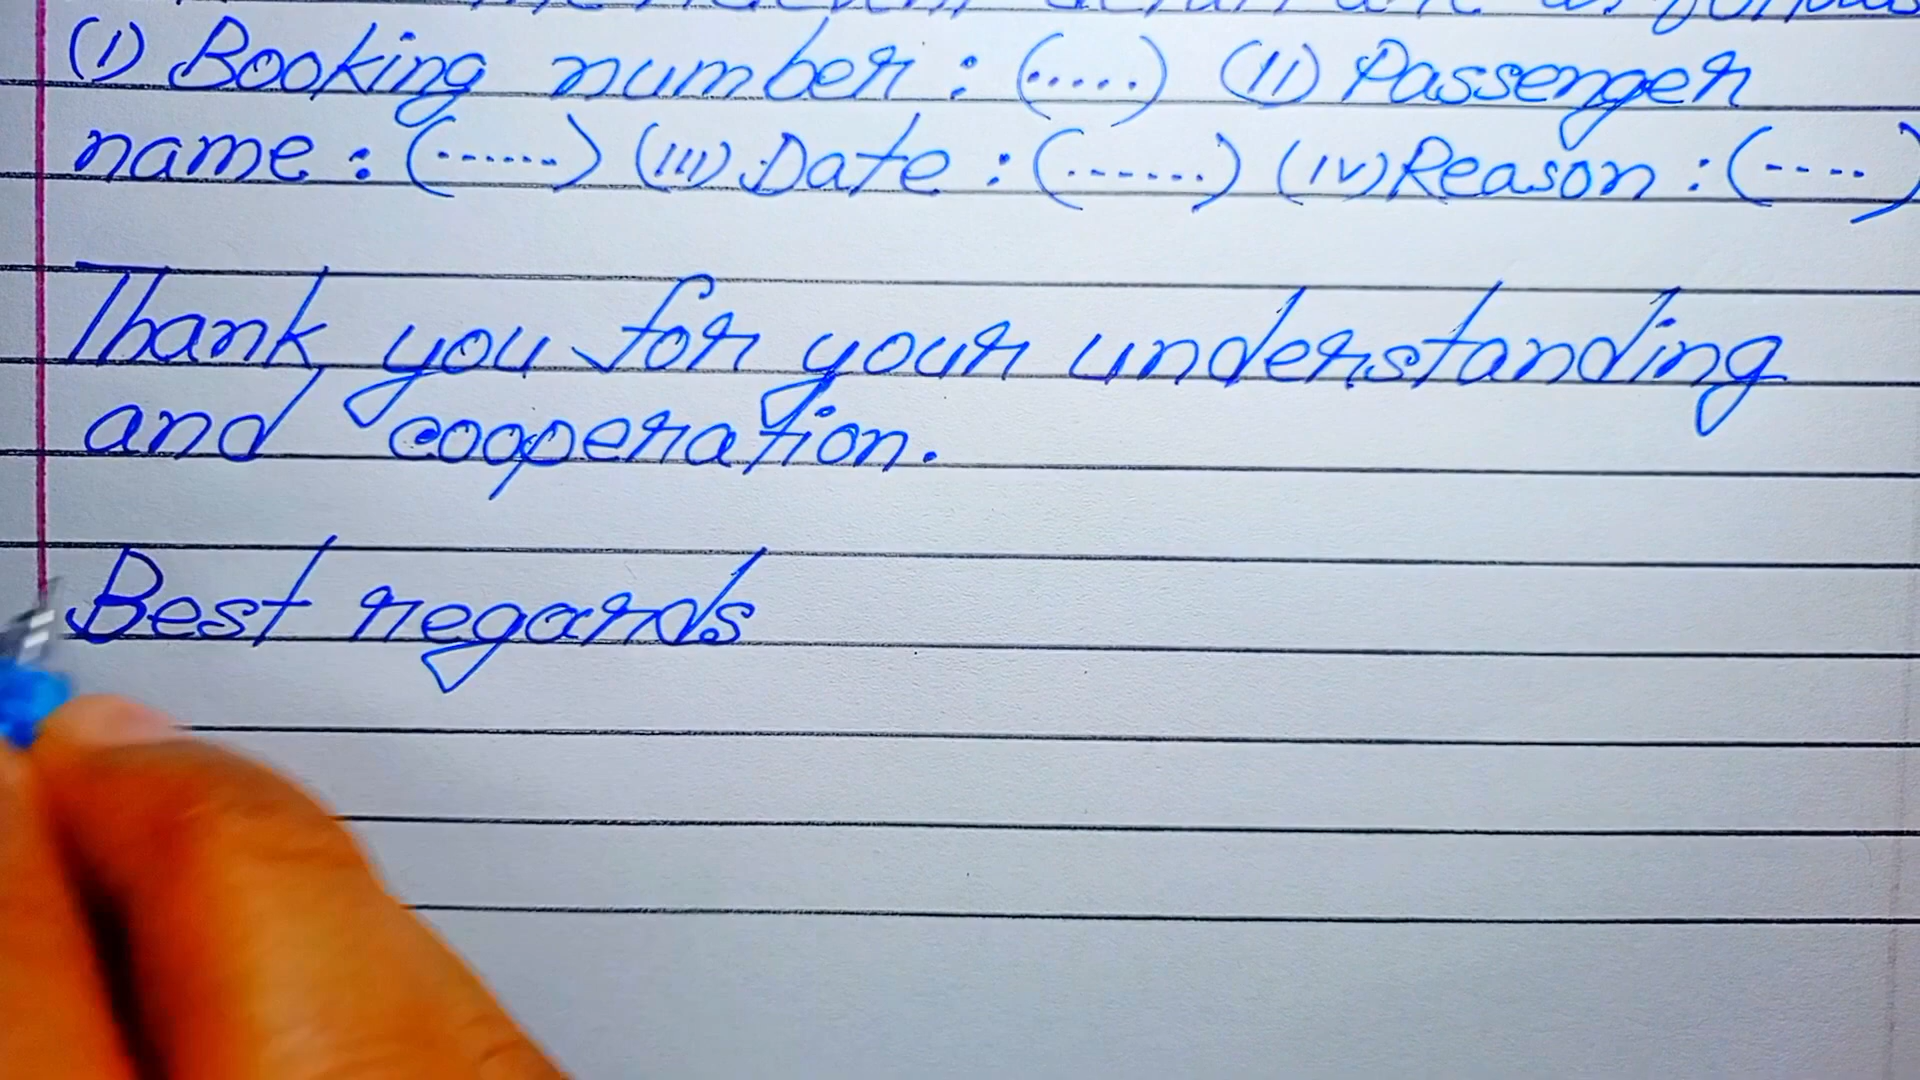 (I) Booking number : (.....) (II) Passenger
name : (......) (III) Date : (......) (IV) Reason : (....)
Thank you for your understanding
and cooperation.
Best regards